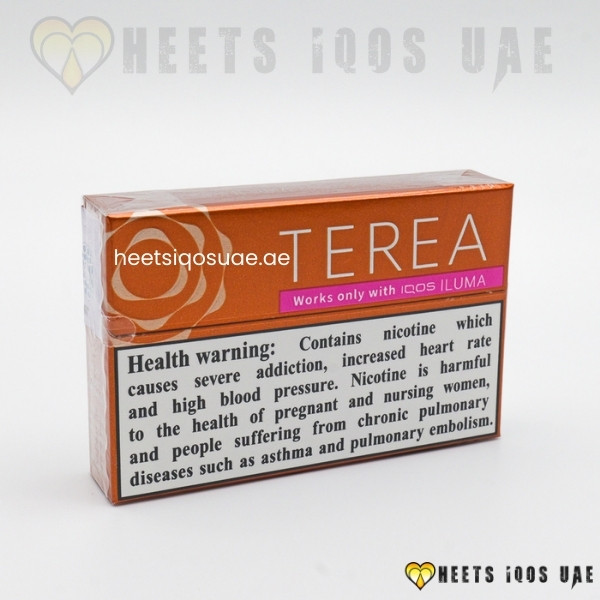 HEETS iQOS UAE
TEREA
heetsiqosuae.ae
Works only with IQOS ILUMA
Health warning: Contains nicotine which
causes severe addiction, increased heart rate
and high blood pressure. Nicotine is harmful
to the health of pregnant and nursing women,
and people suffering from chronic pulmonary
diseases such as asthma and pulmonary embolism.
HEETS iQOS UAE